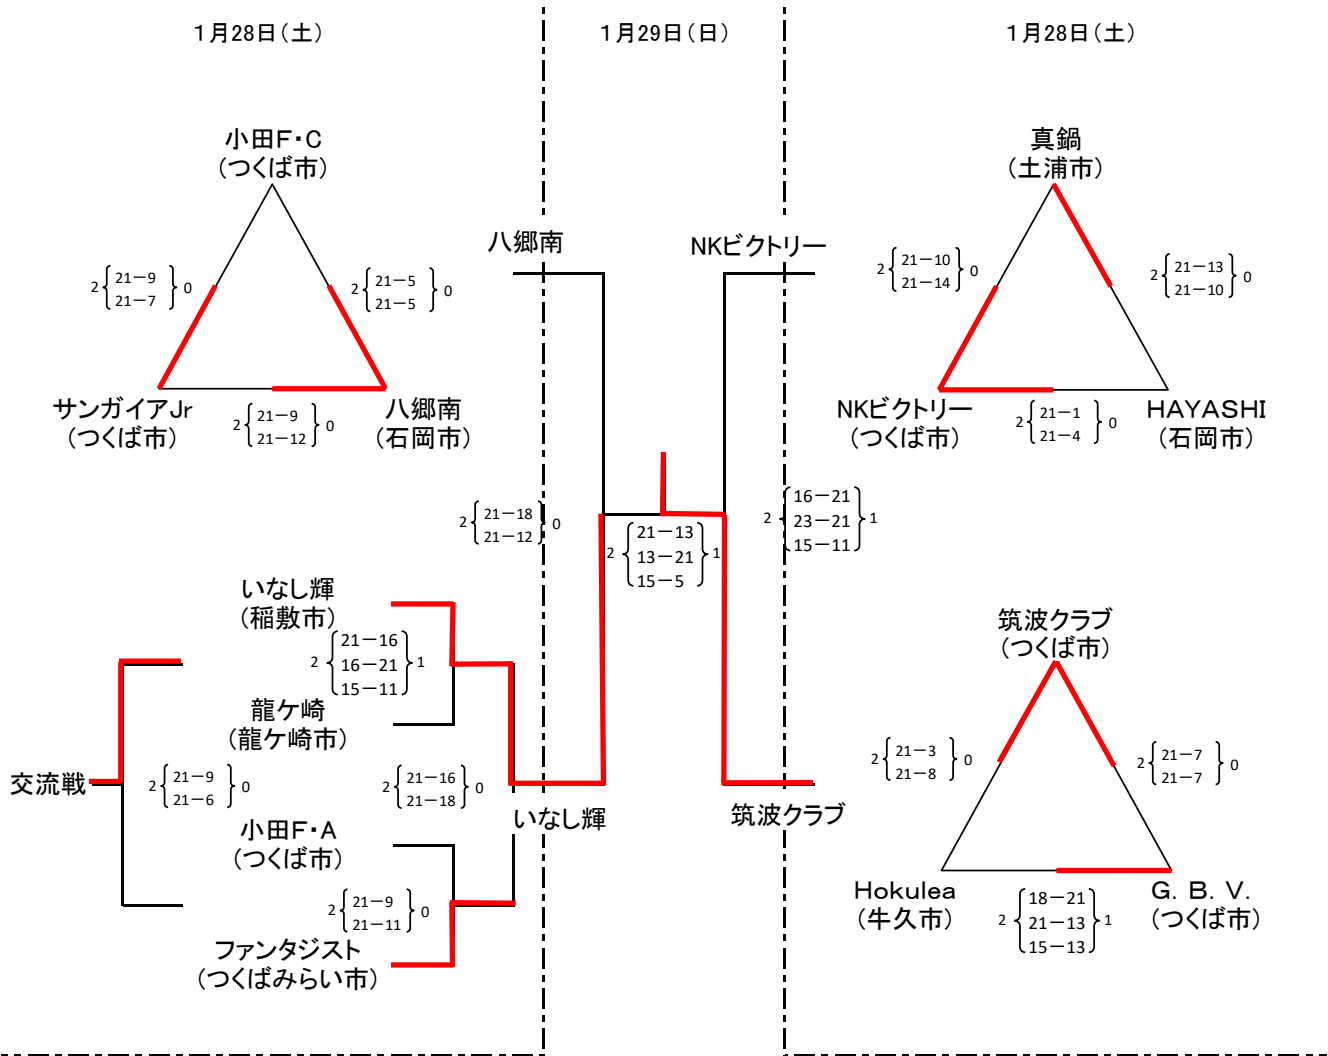 1月28日(土)
1月29日(日)
1月28日(土)
小田F・C
(つくば市)
2 21-9 0
21-7
2 21-5 0
21-5
サンガイアJr
(つくば市)
2 21-9 0
21-12
八郷南
(石岡市)
八郷南
NKビクトリー
真鍋
(土浦市)
2 21-10 0
21-14
2 21-13 0
21-10
NKビクトリー
(つくば市)
2 21-1 0
21-4
HAYASHI
(石岡市)
2 21-18 0
21-12
2 21-13 1
13-21
15-5
2 16-21 1
23-21
15-11
いなし輝
(稲敷市)
2 21-16 1
16-21
15-11
龍ケ崎
(龍ケ崎市)
交流戦
2 21-9 0
21-6
2 21-16 0
21-18
小田F・A
(つくば市)
2 21-9 0
21-11
ファンタジスト
(つくばみらい市)
いなし輝
筑波クラブ
筑波クラブ
(つくば市)
2 21-3 0
21-8
2 21-7 0
21-7
Hokulea
(牛久市)
2 18-21 1
21-13
15-13
G. B. V.
(つくば市)